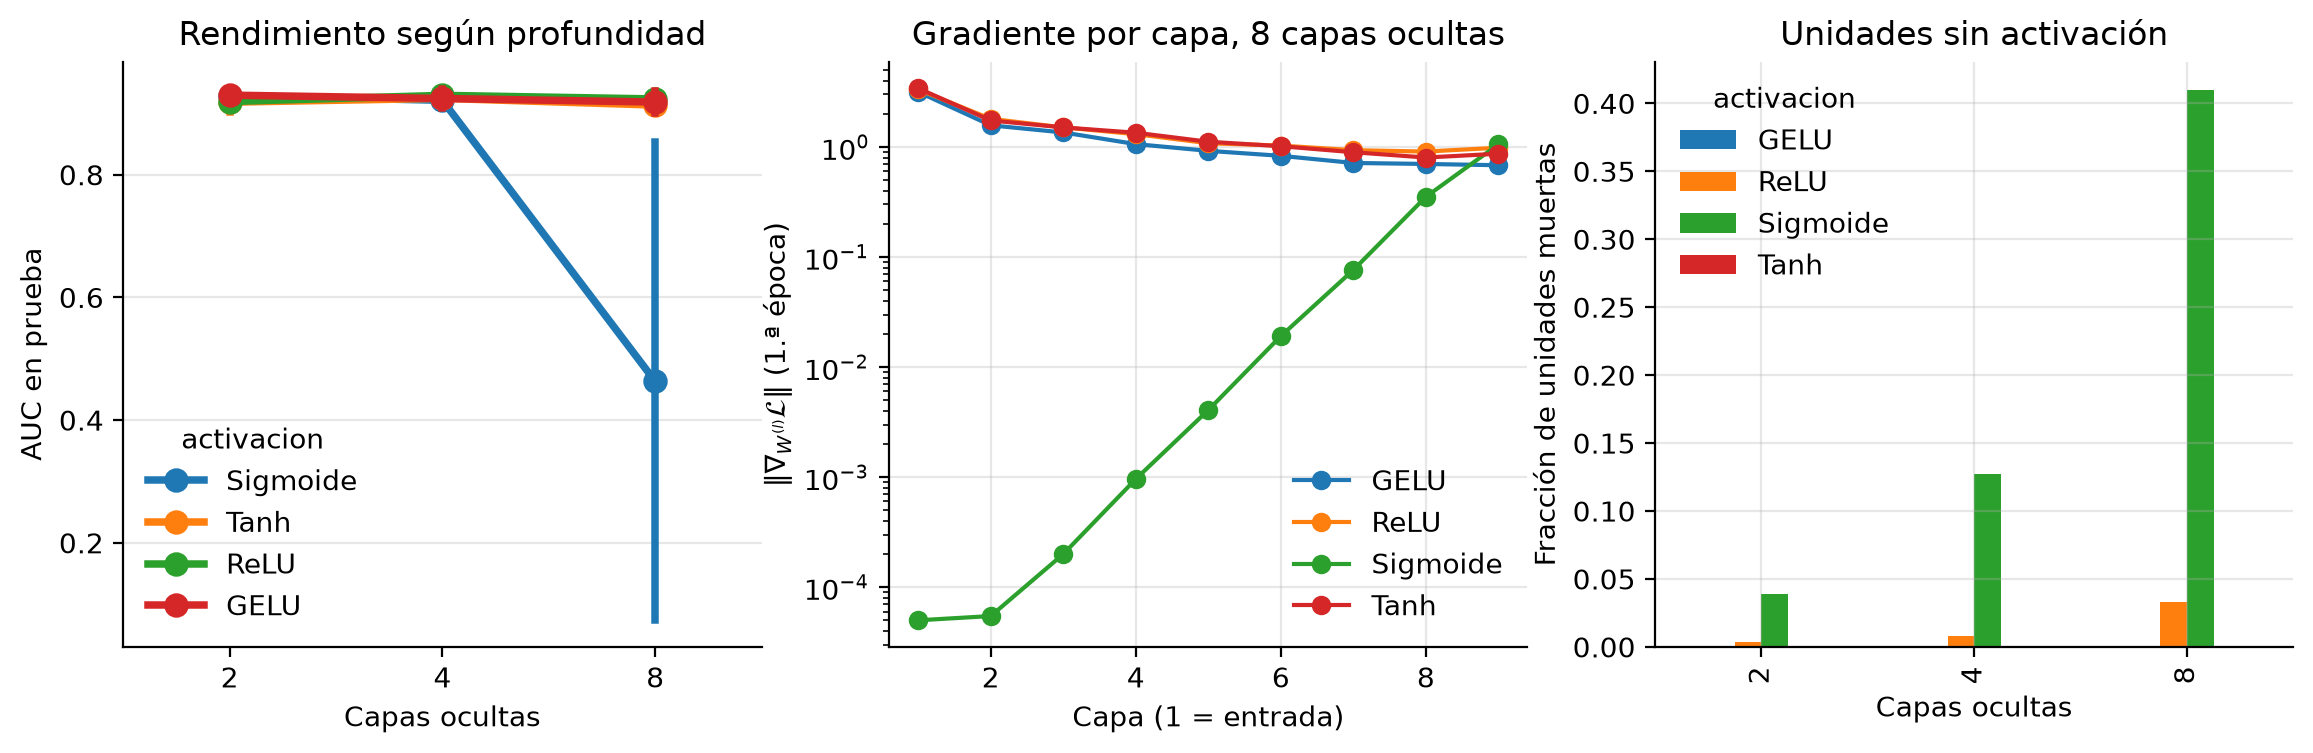 Rendimiento según profundidad
AUC en prueba
0.8
0.6
0.4
0.2
activacion
Sigmoide
Tanh
ReLU
GELU
2 4 8
Capas ocultas
Gradiente por capa, 8 capas ocultas
‖∇_{W^{(l)}} ℒ‖ (1.ª época)
10⁰
10⁻¹
10⁻²
10⁻³
10⁻⁴
GELU
ReLU
Sigmoide
Tanh
2 4 6 8
Capa (1 = entrada)
Unidades sin activación
Fracción de unidades muertas
0.40
0.35
0.30
0.25
0.20
0.15
0.10
0.05
0.00
activacion
GELU
ReLU
Sigmoide
Tanh
2 4 8
Capas ocultas